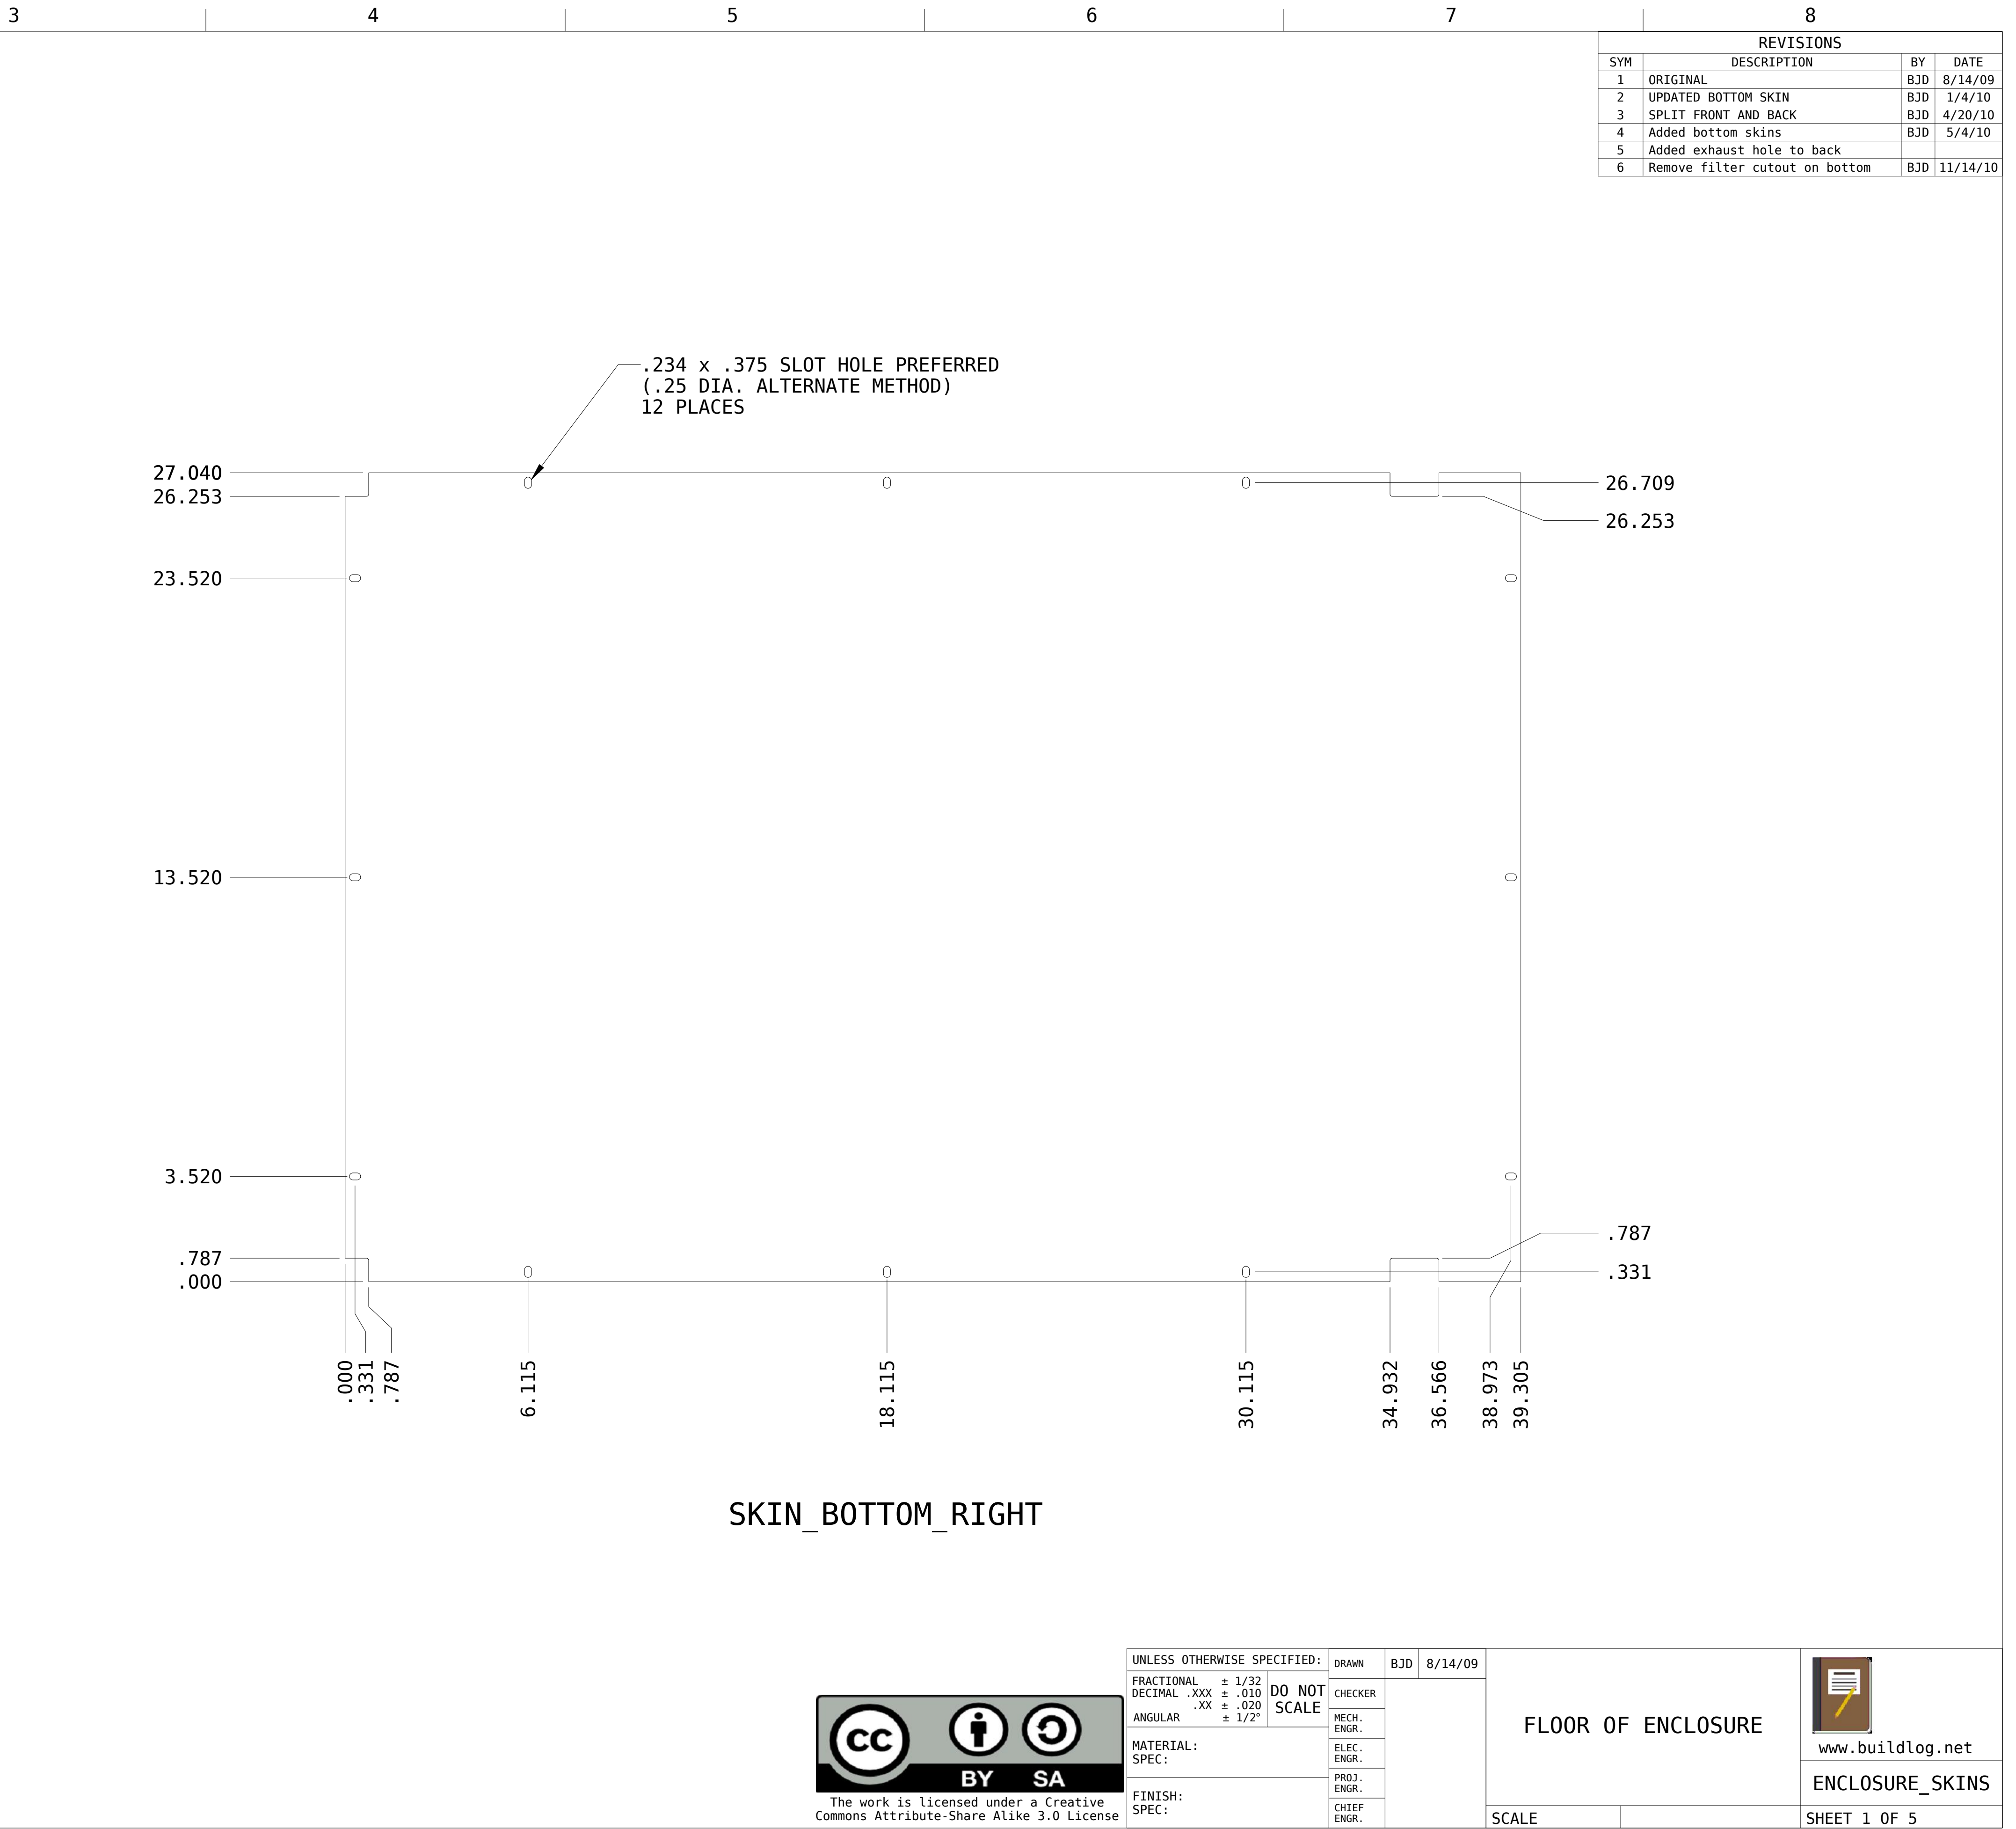 3 4 5 6 7 8
REVISIONS
SYM DESCRIPTION BY DATE
1 ORIGINAL BJD 8/14/09
2 UPDATED BOTTOM SKIN BJD 1/4/10
3 SPLIT FRONT AND BACK BJD 4/20/10
4 Added bottom skins BJD 5/4/10
5 Added exhaust hole to back
6 Remove filter cutout on bottom BJD 11/14/10
.234 x .375 SLOT HOLE PREFERRED
(.25 DIA. ALTERNATE METHOD)
12 PLACES
27.040
26.253
23.520
13.520
3.520
.787
.000
26.709
26.253
.787
.331
.000
.331
.787
6.115
18.115
30.115
34.932
36.566
38.973
39.305
SKIN_BOTTOM_RIGHT
CC
BY SA
The work is licensed under a Creative
Commons Attribute-Share Alike 3.0 License
UNLESS OTHERWISE SPECIFIED:
FRACTIONAL ± 1/32
DECIMAL .XXX ± .010
.XX ± .020
ANGULAR ± 1/2°
DO NOT
SCALE
MATERIAL:
SPEC:
FINISH:
SPEC:
DRAWN BJD 8/14/09
CHECKER
MECH.
ENGR.
ELEC.
ENGR.
PROJ.
ENGR.
CHIEF
ENGR.
FLOOR OF ENCLOSURE
SCALE
www.buildlog.net
ENCLOSURE_SKINS
SHEET 1 OF 5